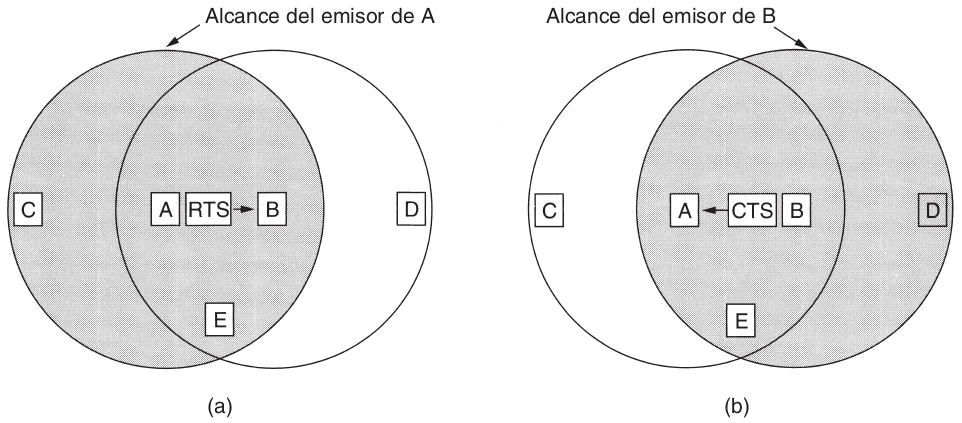 Alcance del emisor de A
C
A
RTS
B
D
E
(a)
Alcance del emisor de B
C
A
CTS
B
D
E
(b)